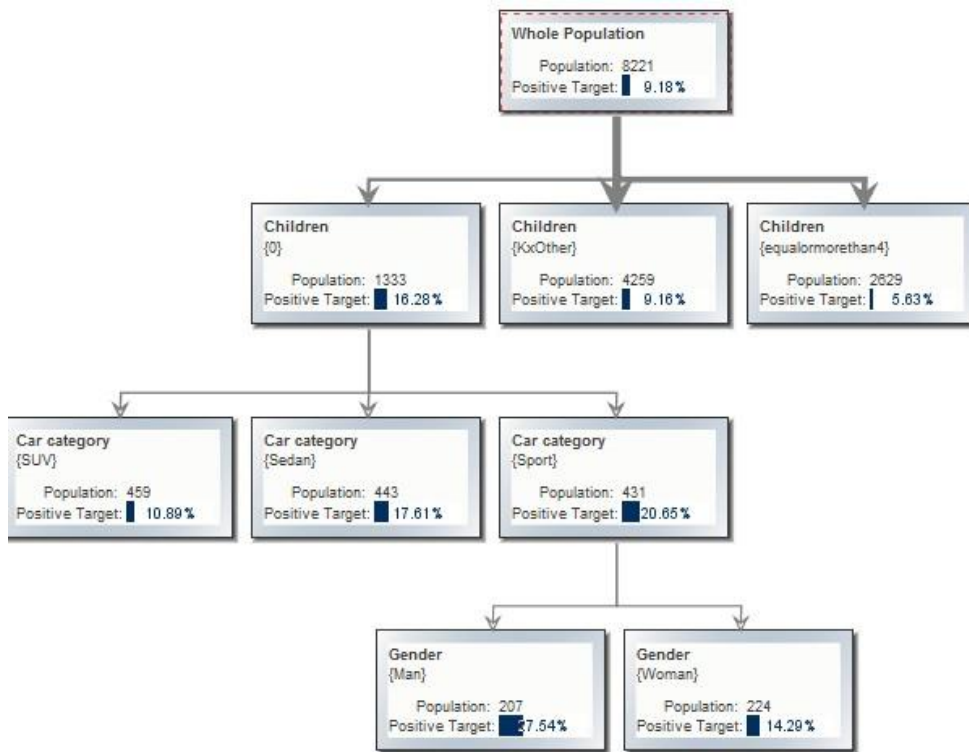 Whole Population
Population: 8221
Positive Target: 9.18%
Children
{0}
Population: 1333
Positive Target: 16.28%
Children
{KxOther}
Population: 4259
Positive Target: 9.16%
Children
{equalormorethan4}
Population: 2629
Positive Target: 5.63%
Car category
{SUV}
Population: 459
Positive Target: 10.89%
Car category
{Sedan}
Population: 443
Positive Target: 17.61%
Car category
{Sport}
Population: 431
Positive Target: 20.65%
Gender
{Man}
Population: 207
Positive Target: 27.54%
Gender
{Woman}
Population: 224
Positive Target: 14.29%